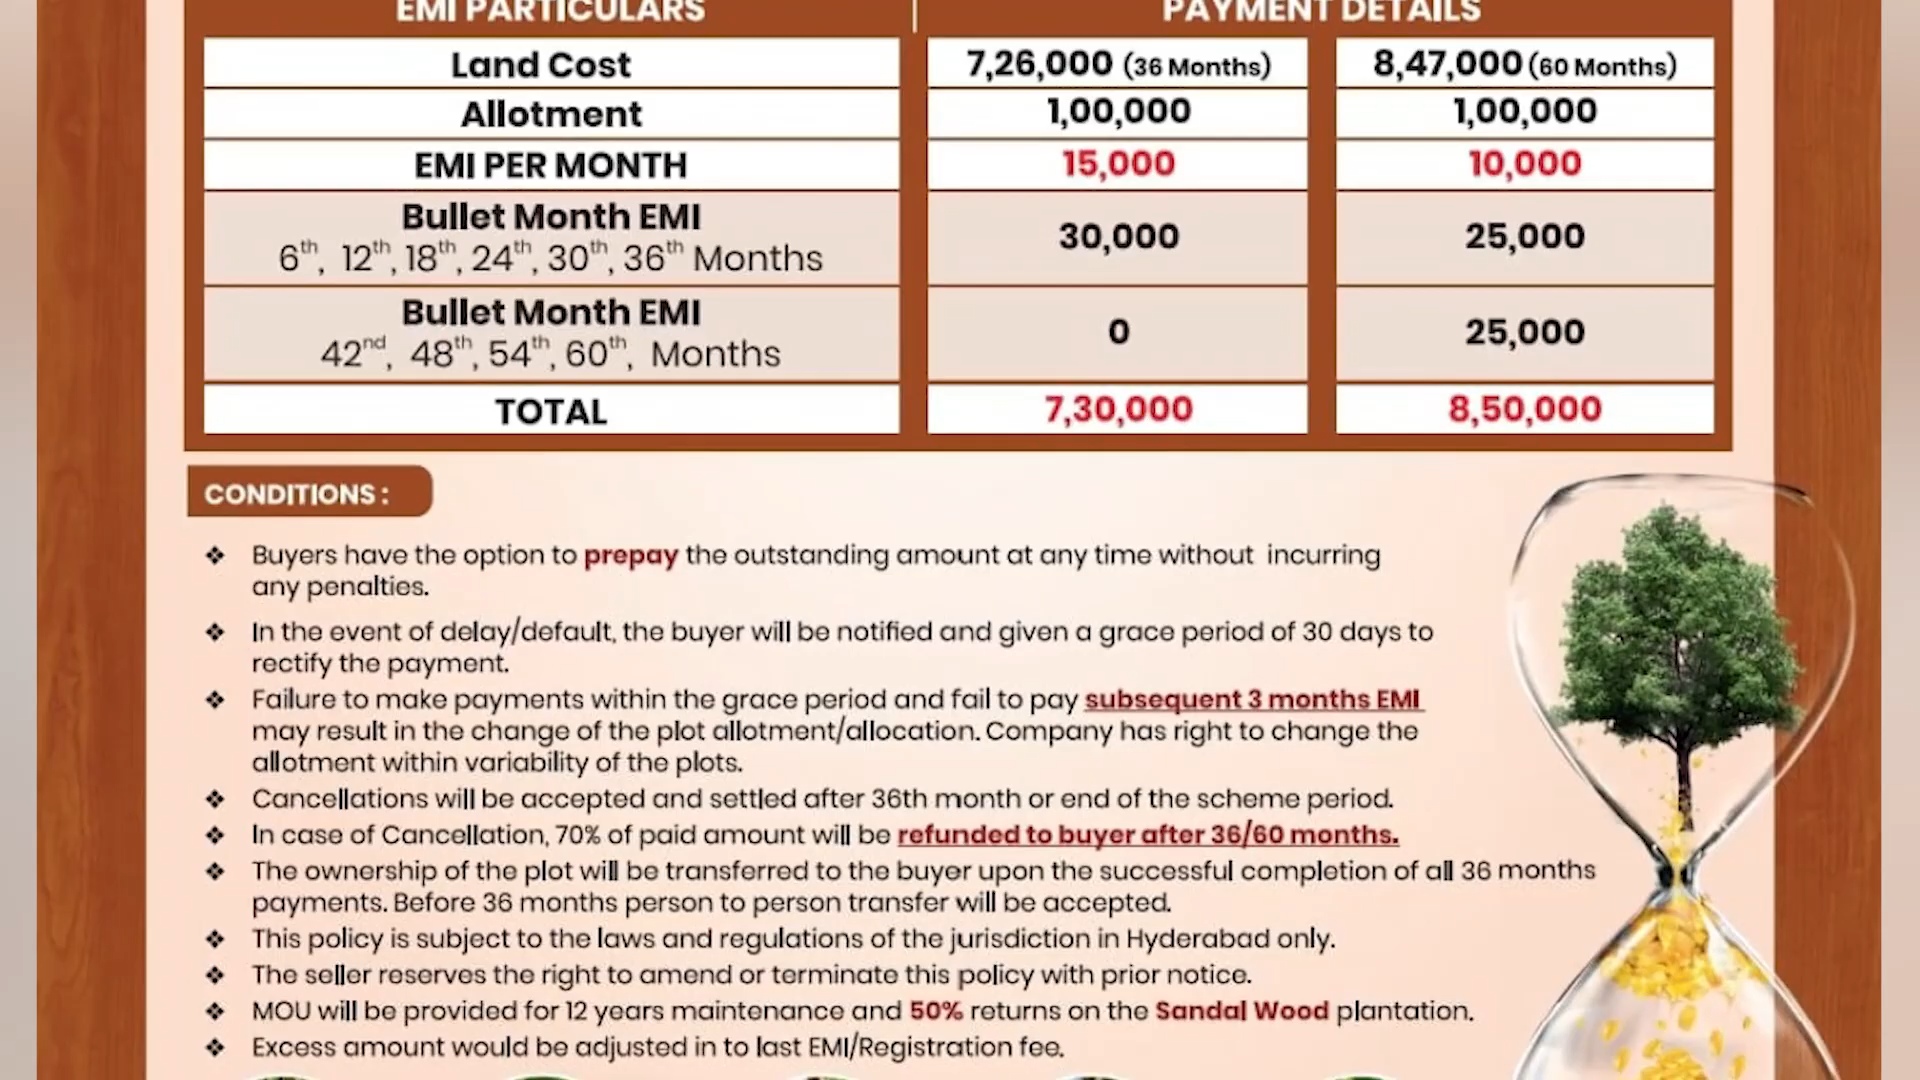 EMI PARTICULARS PAYMENT DETAILS
Land Cost 7,26,000 (36 Months) 8,47,000 (60 Months)
Allotment 1,00,000 1,00,000
EMI PER MONTH 15,000 10,000
Bullet Month EMI
6th, 12th, 18th, 24th, 30th, 36th Months 30,000 25,000
Bullet Month EMI
42nd, 48th, 54th, 60th, Months 0 25,000
TOTAL 7,30,000 8,50,000
CONDITIONS :
❖ Buyers have the option to prepay the outstanding amount at any time without incurring
any penalties.
❖ In the event of delay/default, the buyer will be notified and given a grace period of 30 days to
rectify the payment.
❖ Failure to make payments within the grace period and fail to pay subsequent 3 months EMI
may result in the change of the plot allotment/allocation. Company has right to change the
allotment within variability of the plots.
❖ Cancellations will be accepted and settled after 36th month or end of the scheme period.
❖ In case of Cancellation, 70% of paid amount will be refunded to buyer after 36/60 months.
❖ The ownership of the plot will be transferred to the buyer upon the successful completion of all 36 months
payments. Before 36 months person to person transfer will be accepted.
❖ This policy is subject to the laws and regulations of the jurisdiction in Hyderabad only.
❖ The seller reserves the right to amend or terminate this policy with prior notice.
❖ MOU will be provided for 12 years maintenance and 50% returns on the Sandal Wood plantation.
❖ Excess amount would be adjusted in to last EMI/Registration fee.